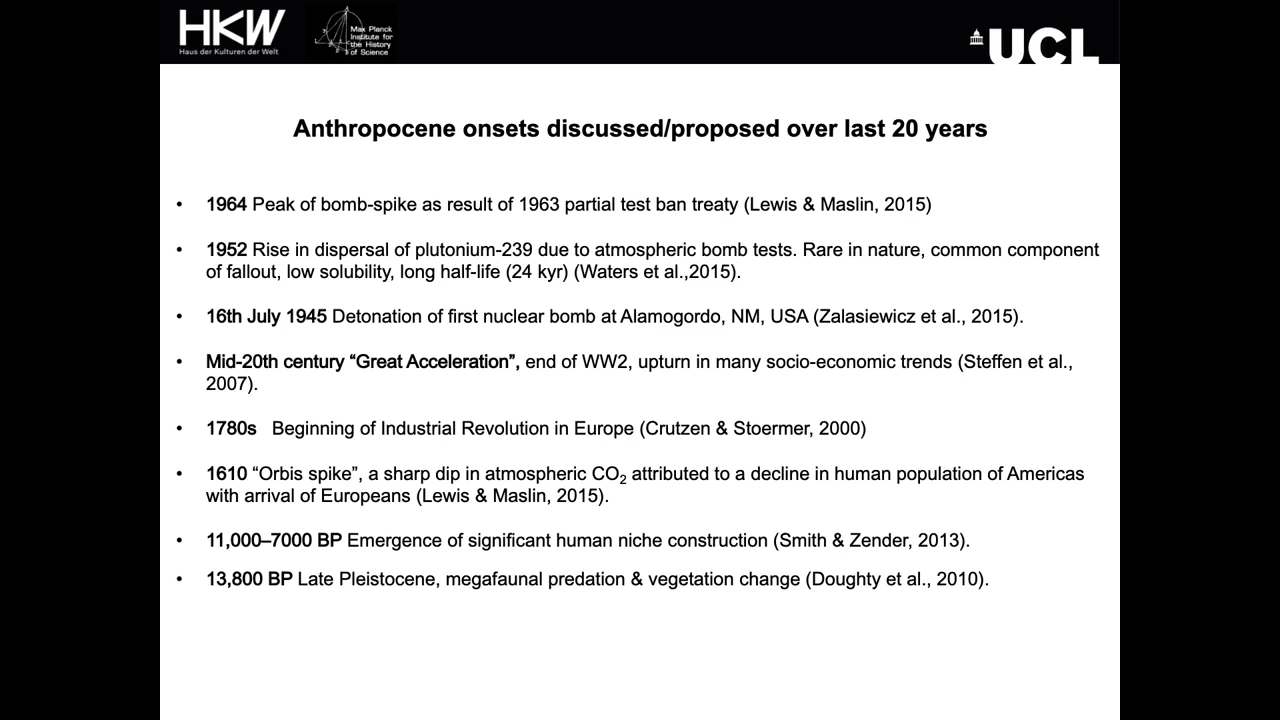 HKW
Haus der Kulturen der Welt
Max Planck
Institute for
the History
of Science
UCL
Anthropocene onsets discussed/proposed over last 20 years
• 1964 Peak of bomb-spike as result of 1963 partial test ban treaty (Lewis & Maslin, 2015)
• 1952 Rise in dispersal of plutonium-239 due to atmospheric bomb tests. Rare in nature, common component
of fallout, low solubility, long half-life (24 kyr) (Waters et al.,2015).
• 16th July 1945 Detonation of first nuclear bomb at Alamogordo, NM, USA (Zalasiewicz et al., 2015).
• Mid-20th century “Great Acceleration”, end of WW2, upturn in many socio-economic trends (Steffen et al.,
2007).
• 1780s Beginning of Industrial Revolution in Europe (Crutzen & Stoermer, 2000)
• 1610 “Orbis spike”, a sharp dip in atmospheric CO₂ attributed to a decline in human population of Americas
with arrival of Europeans (Lewis & Maslin, 2015).
• 11,000–7000 BP Emergence of significant human niche construction (Smith & Zender, 2013).
• 13,800 BP Late Pleistocene, megafaunal predation & vegetation change (Doughty et al., 2010).